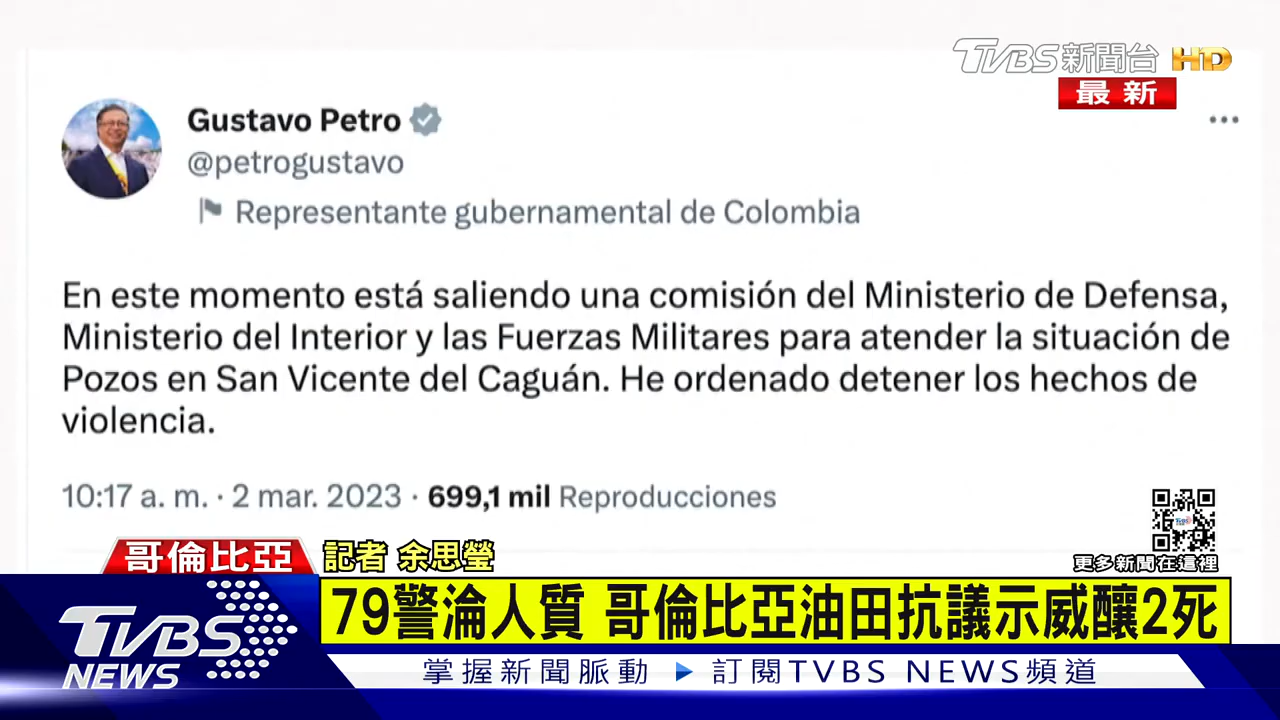 TVBS新聞台 HD
最新
Gustavo Petro
@petrogustavo
Representante gubernamental de Colombia
En este momento está saliendo una comisión del Ministerio de Defensa,
Ministerio del Interior y las Fuerzas Militares para atender la situación de
Pozos en San Vicente del Caguán. He ordenado detener los hechos de
violencia.
10:17 a. m. · 2 mar. 2023 · 699,1 mil Reproducciones
更多新聞在這裡
哥倫比亞 記者 余思瑩
79警淪人質 哥倫比亞油田抗議示威釀2死
TVBS NEWS
掌握新聞脈動 ▶ 訂閱TVBS NEWS頻道